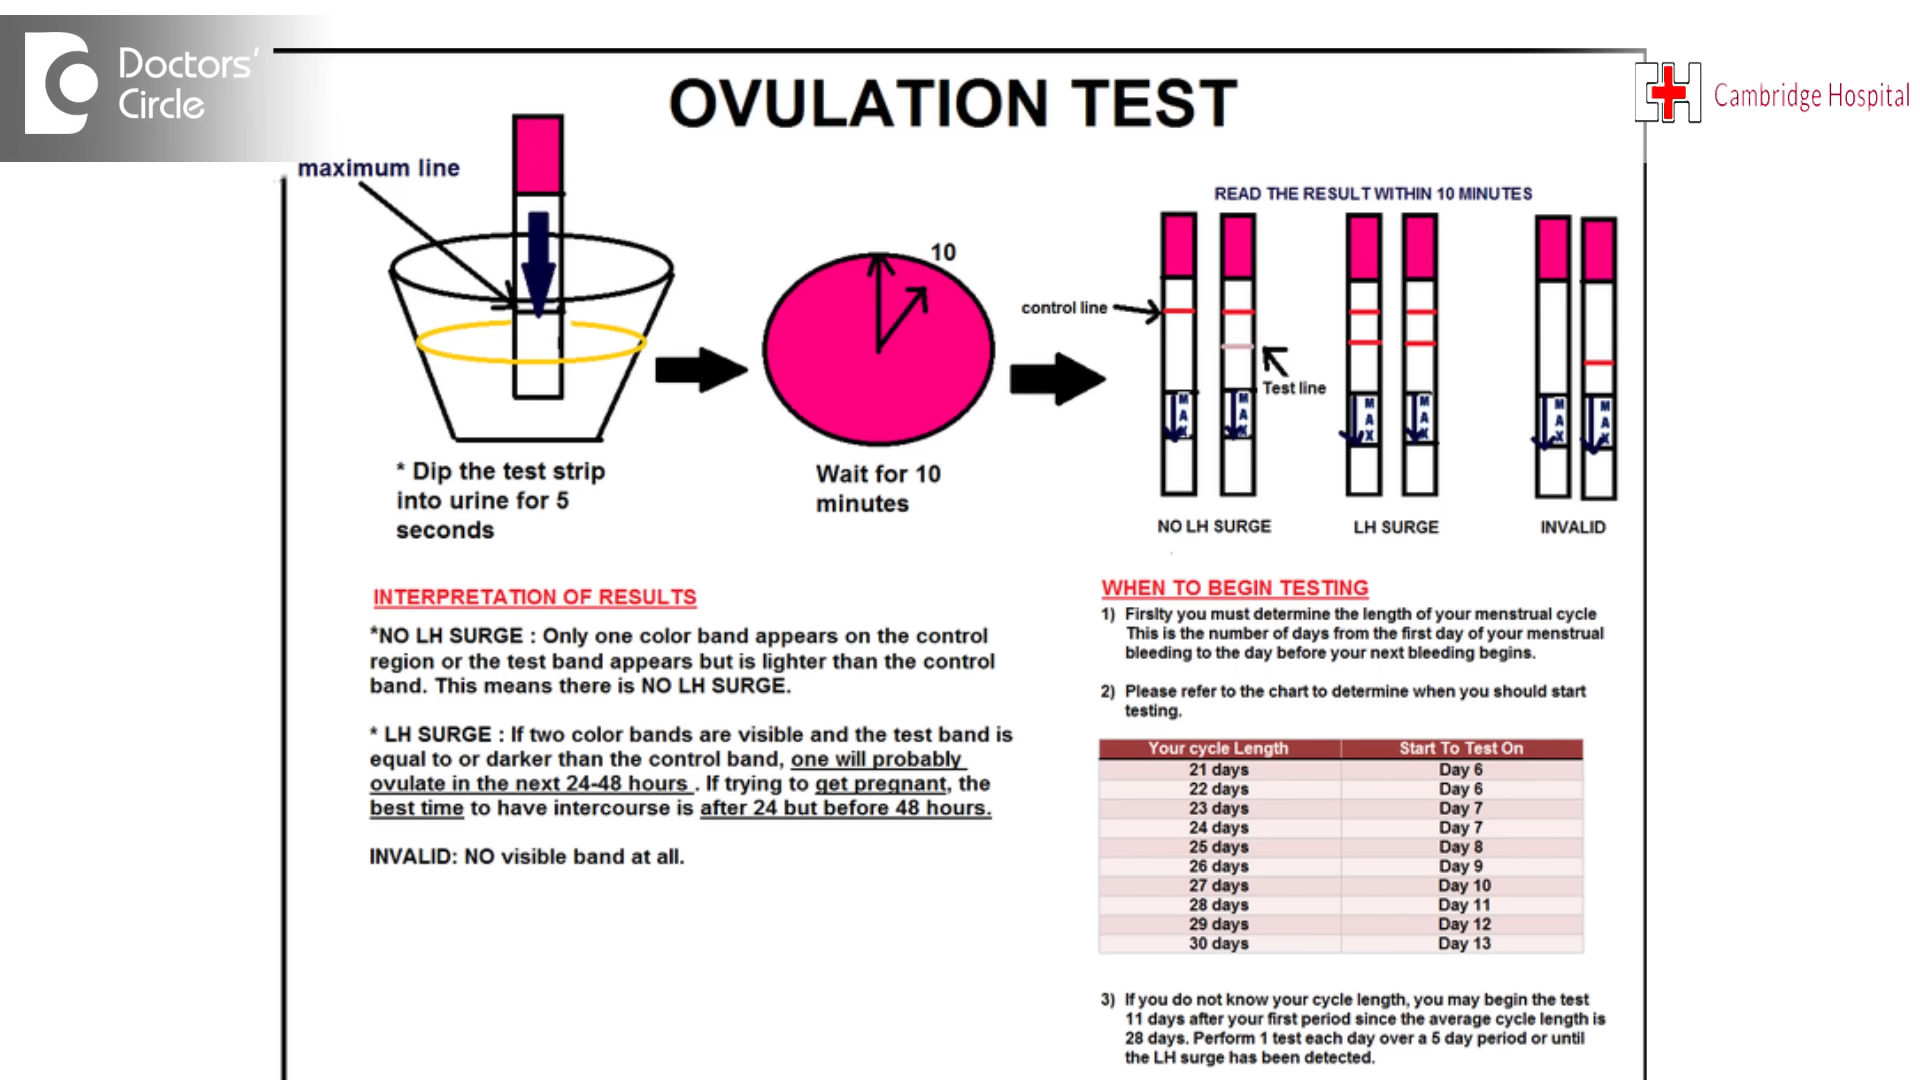 Doctors'
Circle
OVULATION TEST
Cambridge Hospital
maximum line
READ THE RESULT WITHIN 10 MINUTES
10
control line
Test line
MAX
MAX
MAX
MAX
MAX
MAX
* Dip the test strip
into urine for 5
seconds
Wait for 10
minutes
NO LH SURGE
LH SURGE
INVALID
INTERPRETATION OF RESULTS
*NO LH SURGE : Only one color band appears on the control
region or the test band appears but is lighter than the control
band. This means there is NO LH SURGE.
* LH SURGE : If two color bands are visible and the test band is
equal to or darker than the control band, one will probably
ovulate in the next 24-48 hours . If trying to get pregnant, the
best time to have intercourse is after 24 but before 48 hours.
INVALID: NO visible band at all.
WHEN TO BEGIN TESTING
1) Firslty you must determine the length of your menstrual cycle
This is the number of days from the first day of your menstrual
bleeding to the day before your next bleeding begins.
2) Please refer to the chart to determine when you should start
testing.
Your cycle Length Start To Test On
21 days Day 6
22 days Day 6
23 days Day 7
24 days Day 7
25 days Day 8
26 days Day 9
27 days Day 10
28 days Day 11
29 days Day 12
30 days Day 13
3) If you do not know your cycle length, you may begin the test
11 days after your first period since the average cycle length is
28 days. Perform 1 test each day over a 5 day period or until
the LH surge has been detected.